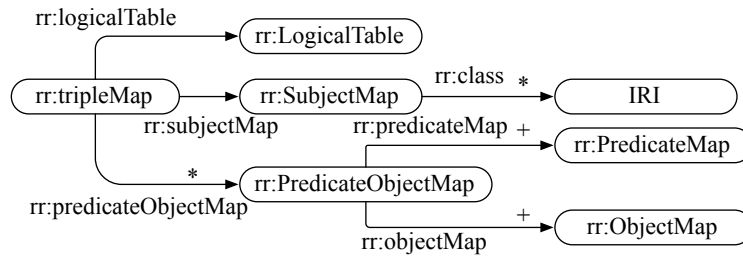 rr:logicalTable
rr:LogicalTable
rr:tripleMap
rr:subjectMap
rr:SubjectMap
rr:class
*
IRI
rr:predicateObjectMap
*
rr:PredicateObjectMap
rr:predicateMap
+
rr:PredicateMap
rr:objectMap
+
rr:ObjectMap